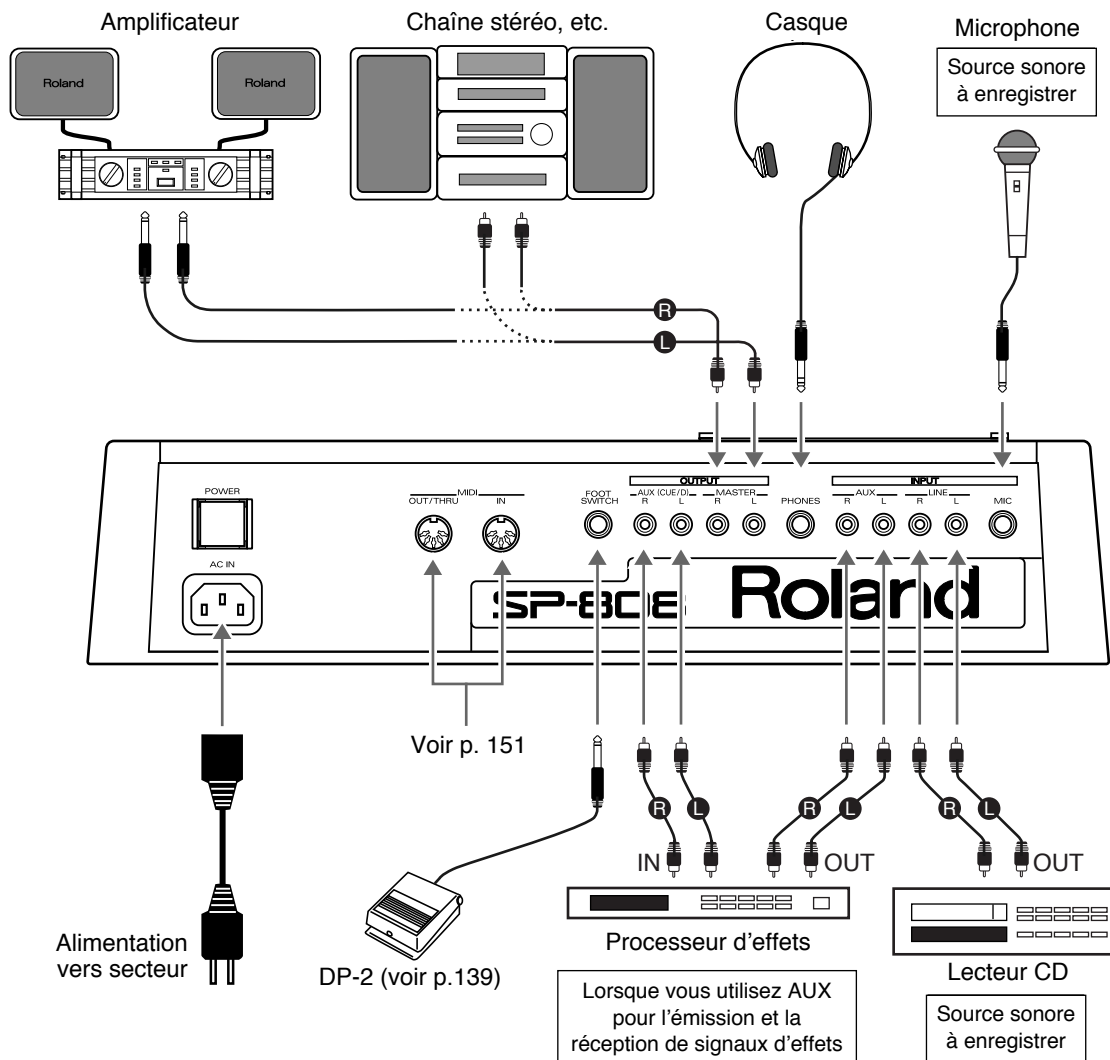 Amplificateur
Chaîne stéréo, etc.
Casque
Microphone
Source sonore
à enregistrer
Roland
Roland
R
L
POWER
AC IN
MIDI
OUT/THRU
IN
FOOT
SWITCH
OUTPUT
AUX (CUE/D)
R
L
MASTER
R
L
PHONES
INPUT
AUX
R
L
LINE
R
L
MIC
SP-808
Roland
Voir p. 151
R
L
R
L
R
L
IN
OUT
OUT
Alimentation
vers secteur
DP-2 (voir p.139)
Processeur d’effets
Lorsque vous utilisez AUX
pour l’émission et la
réception de signaux d’effets
Lecteur CD
Source sonore
à enregistrer